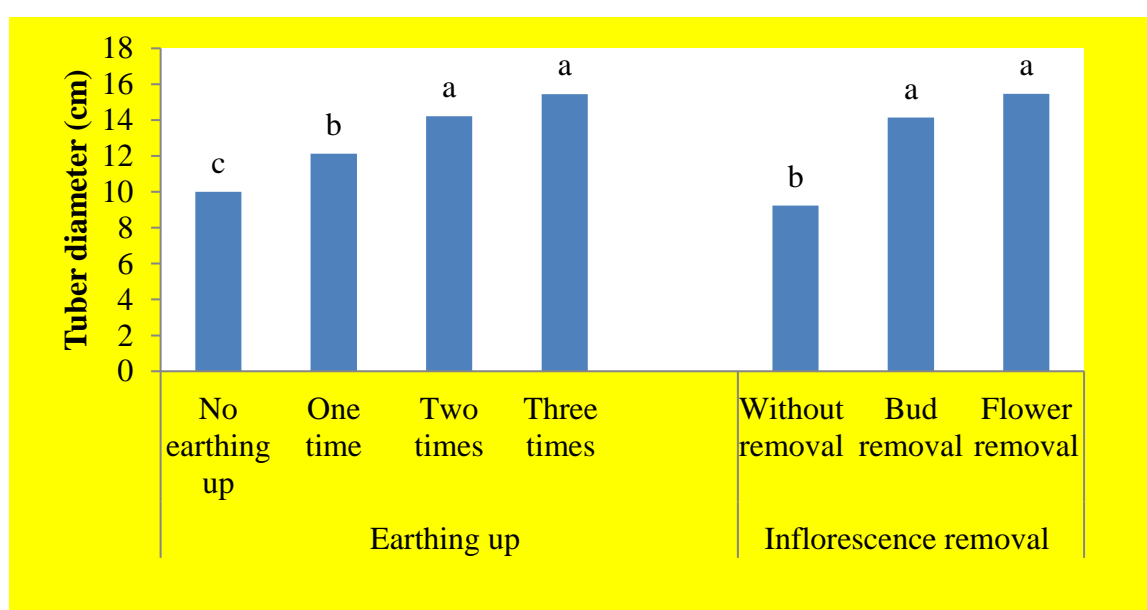 Tuber diameter (cm)
18
16
14
12
10
8
6
4
2
0
c
b
a
a
b
a
a
No
earthing
up
One
time
Two
times
Three
times
Without
removal
Bud
removal
Flower
removal
Earthing up
Inflorescence removal